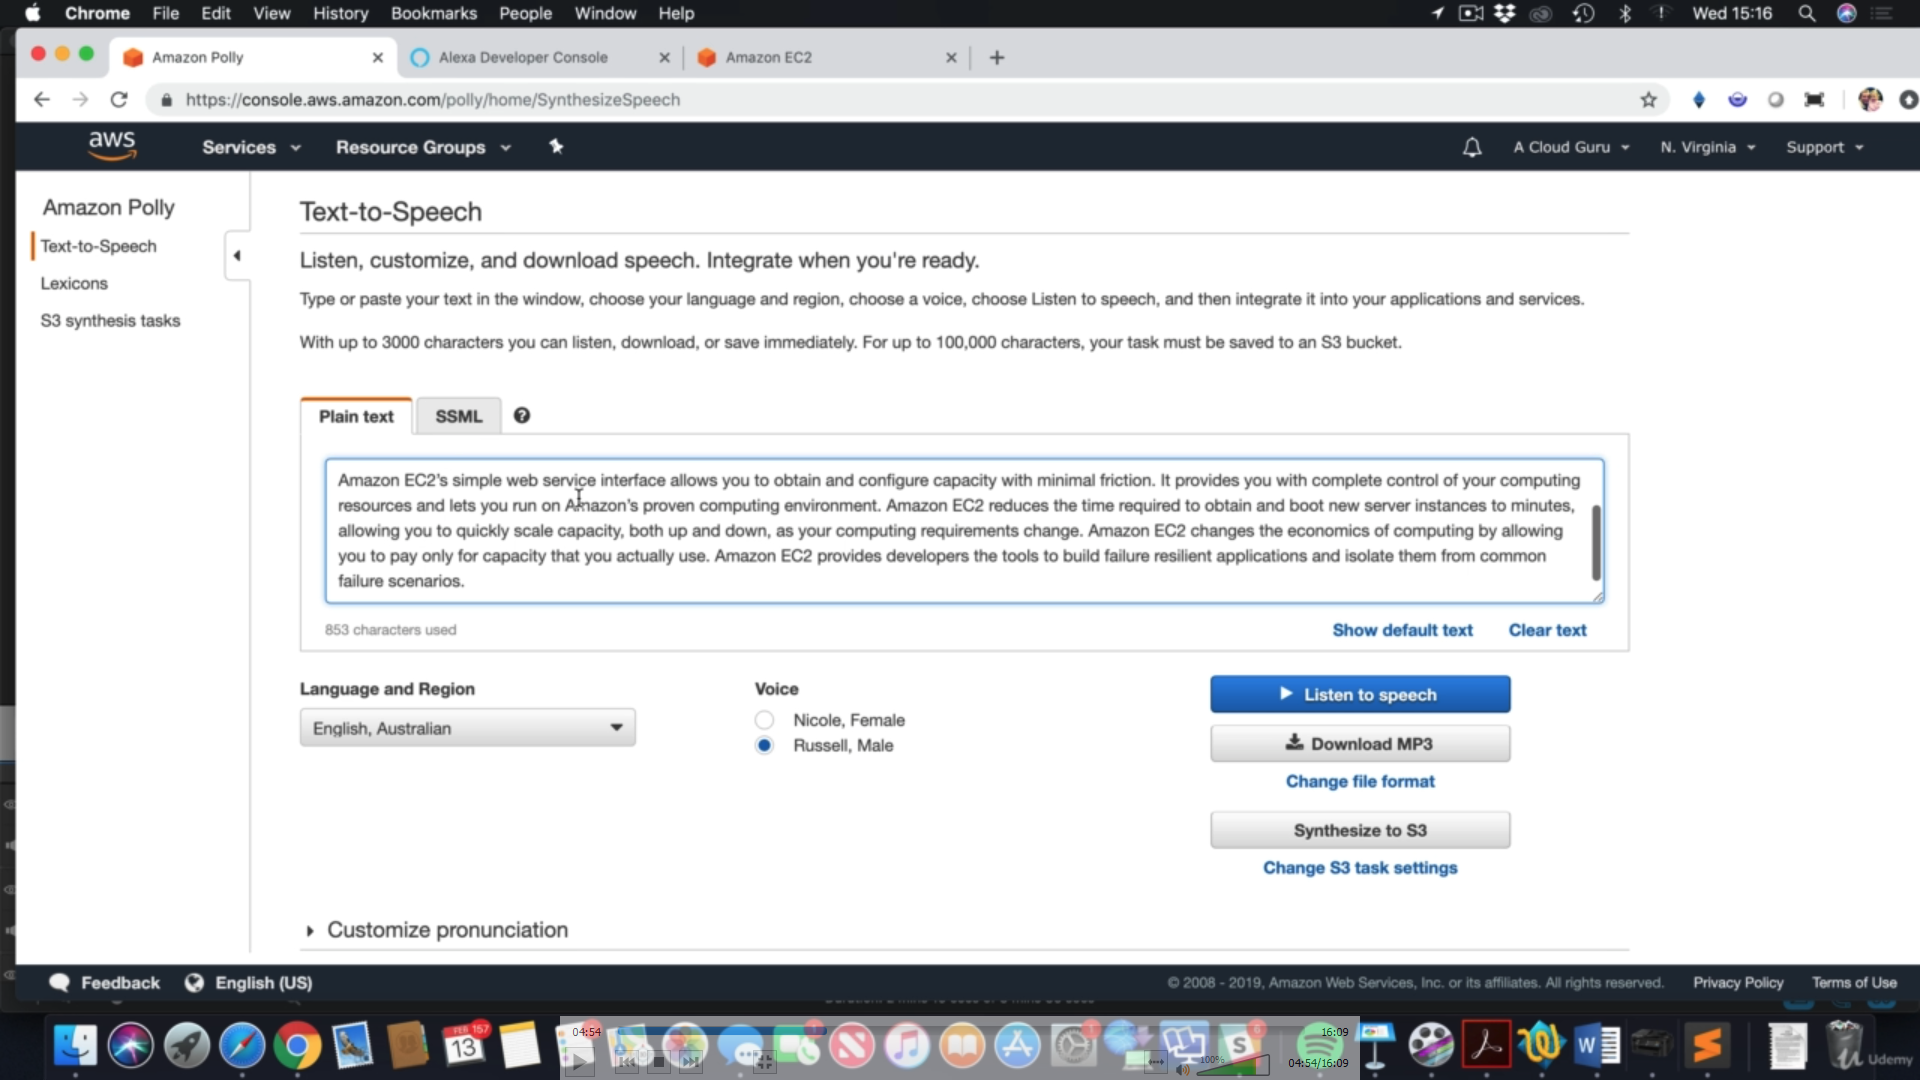 Chrome File Edit View History Bookmarks People Window Help Wed 15:16
Amazon Polly Alexa Developer Console Amazon EC2
https://console.aws.amazon.com/polly/home/SynthesizeSpeech
aws Services Resource Groups A Cloud Guru N. Virginia Support
Amazon Polly
Text-to-Speech
Lexicons
S3 synthesis tasks
Text-to-Speech
Listen, customize, and download speech. Integrate when you're ready.
Type or paste your text in the window, choose your language and region, choose a voice, choose Listen to speech, and then integrate it into your applications and services.
With up to 3000 characters you can listen, download, or save immediately. For up to 100,000 characters, your task must be saved to an S3 bucket.
Plain text SSML
Amazon EC2's simple web service interface allows you to obtain and configure capacity with minimal friction. It provides you with complete control of your computing
resources and lets you run on Amazon's proven computing environment. Amazon EC2 reduces the time required to obtain and boot new server instances to minutes,
allowing you to quickly scale capacity, both up and down, as your computing requirements change. Amazon EC2 changes the economics of computing by allowing
you to pay only for capacity that you actually use. Amazon EC2 provides developers the tools to build failure resilient applications and isolate them from common
failure scenarios.
853 characters used Show default text Clear text
Language and Region
English, Australian
Voice
Nicole, Female
Russell, Male
Listen to speech
Download MP3
Change file format
Synthesize to S3
Change S3 task settings
Customize pronunciation
Feedback English (US) © 2008 - 2019, Amazon Web Services, Inc. or its affiliates. All rights reserved. Privacy Policy Terms of Use
FEB 157
13
04:54 16:09
100%
04:54/16:09
Udemy